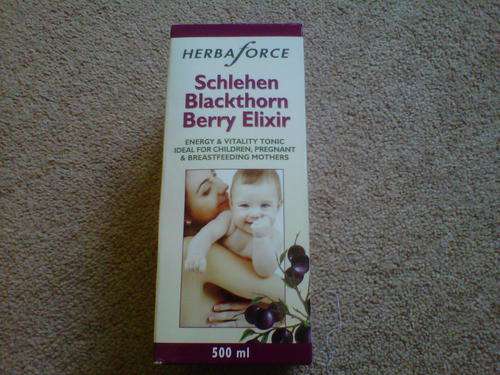 HERBAFORCE
Schlehen
Blackthorn
Berry Elixir
ENERGY & VITALITY TONIC
IDEAL FOR CHILDREN, PREGNANT
& BREASTFEEDING MOTHERS
500 ml